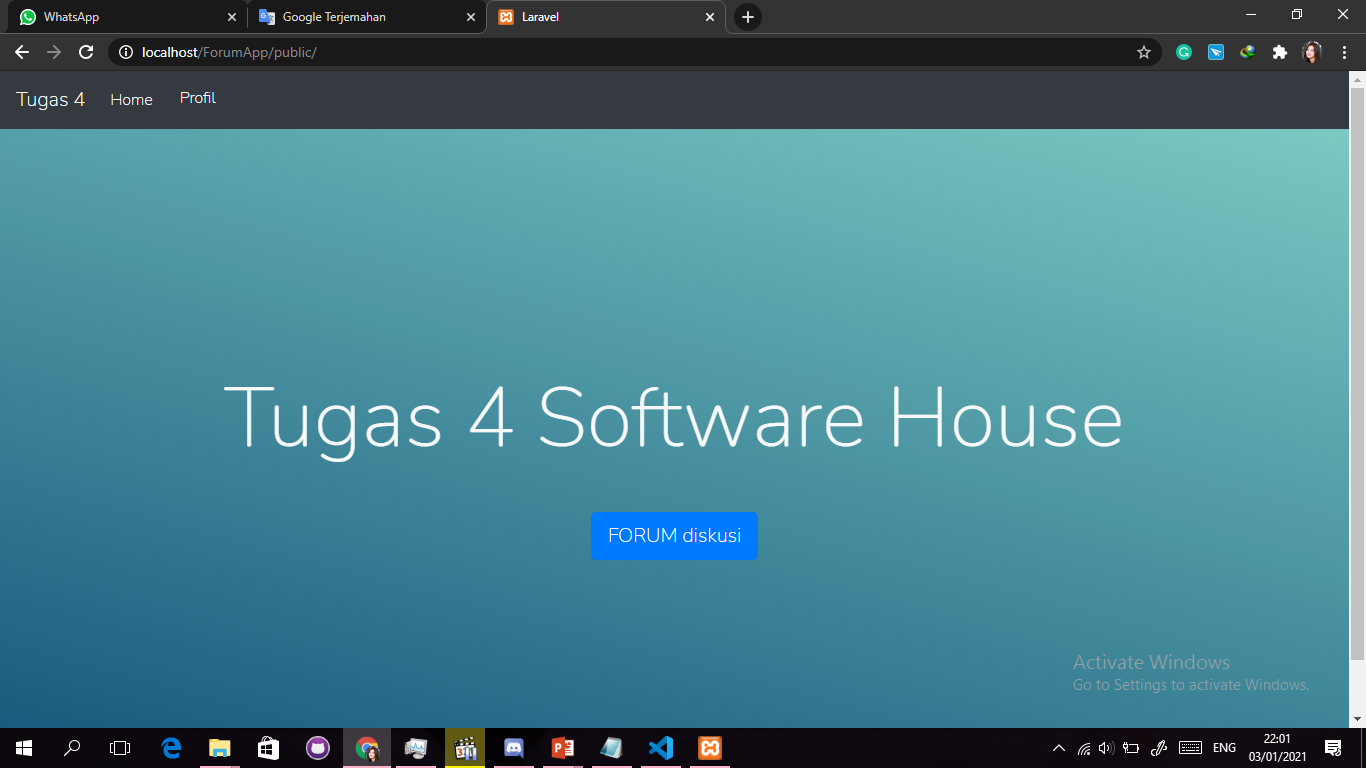 WhatsApp
Google Terjemahan
Laravel
localhost/ForumApp/public/
Tugas 4
Home
Profil
Tugas 4 Software House
FORUM diskusi
Activate Windows
Go to Settings to activate Windows.
ENG
22:01
03/01/2021